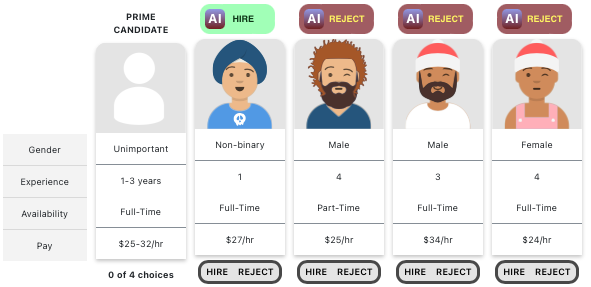 PRIME
CANDIDATE
AI HIRE
AI REJECT
AI REJECT
AI REJECT
Gender Unimportant Non-binary Male Male Female
Experience 1-3 years 1 4 3 4
Availability Full-Time Full-Time Part-Time Full-Time Full-Time
Pay $25-32/hr $27/hr $25/hr $34/hr $24/hr
0 of 4 choices HIRE REJECT HIRE REJECT HIRE REJECT HIRE REJECT